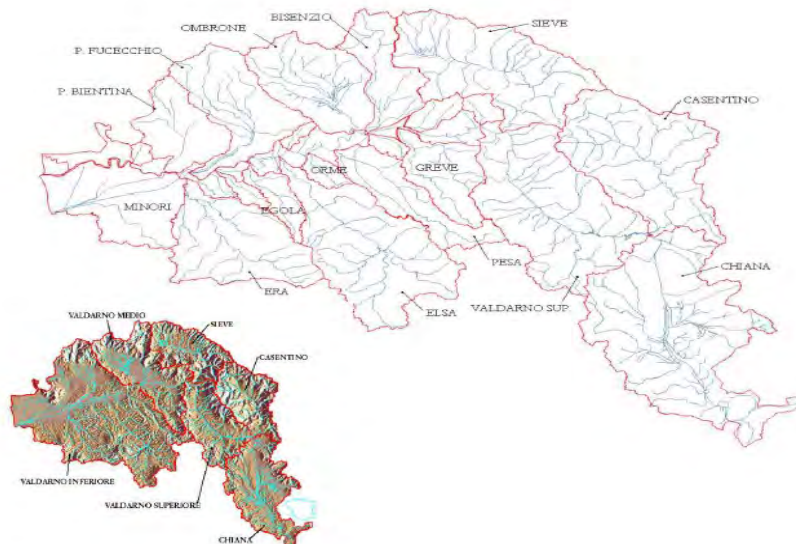 BISENZIO
SIEVE
OMBRONE
P. FUCECCHIO
P. BIENTINA
CASENTINO
ORME
GREVE
MINORI
EGOLA
PESA
CHIANA
ERA
ELSA
VALDARNO SUP.
VALDARNO MEDIO
SIEVE
CASENTINO
VALDARNO INFERIORE
VALDARNO SUPERIORE
CHIANA